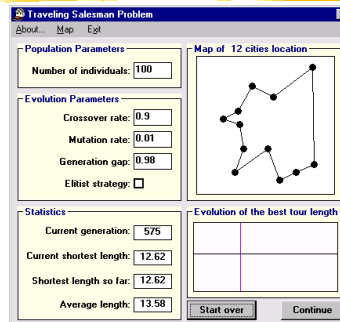 Traveling Salesman Problem
About... Map Exit
Population Parameters
Number of individuals: 100
Evolution Parameters
Crossover rate: 0.9
Mutation rate: 0.01
Generation gap: 0.98
Elitist strategy:
Map of 12 cities location
Statistics
Current generation: 575
Current shortest length: 12.62
Shortest length so far: 12.62
Average length: 13.58
Evolution of the best tour length
Start over Continue